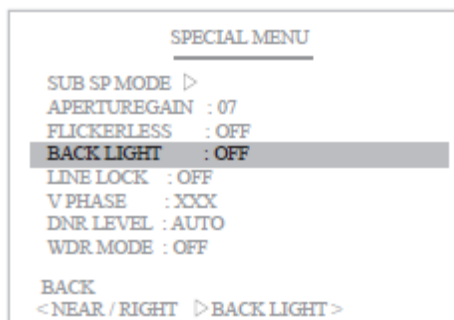 SPECIAL MENU
SUB SP MODE ▷
APERTUREGAIN : 07
FLICKERLESS : OFF
BACK LIGHT : OFF
LINE LOCK : OFF
V PHASE : XXX
DNR LEVEL : AUTO
WDR MODE : OFF
BACK
<NEAR / RIGHT ▷BACK LIGHT>